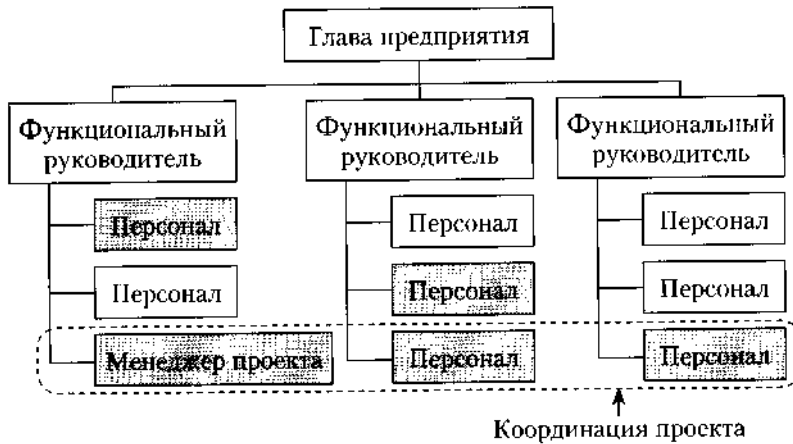 Глава предприятия
Функциональный
руководитель
Функциональный
руководитель
Функциональный
руководитель
Персонал
Персонал
Персонал
Персонал
Персонал
Персонал
Менеджер проекта
Персонал
Персонал
Координация проекта